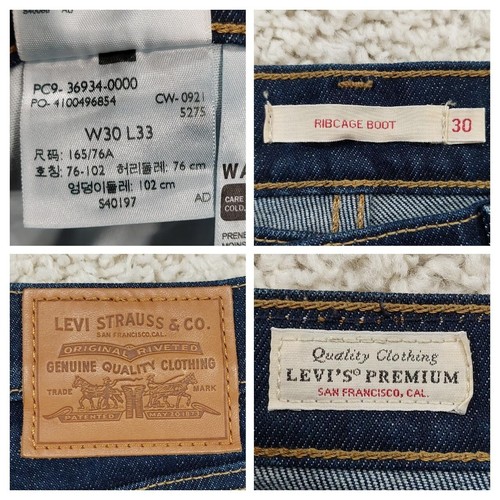 PC9- 36934-0000
PO- 4100496854
CW-0921
5275
W30 L33
尺码: 165/76A
호칭: 76-102 허리둘레: 76 cm
엉덩이둘레: 102 cm
S40197
AD
WA
CARE
COLD,
PRENE
MOINS
RIBCAGE BOOT
30
LEVI STRAUSS & CO.
SAN FRANCISCO, CAL.
ORIGINAL RIVETED
GENUINE QUALITY CLOTHING
TRADE MARK
PATENTED MAY 20 1873
Quality Clothing
LEVI'S® PREMIUM
SAN FRANCISCO, CAL.